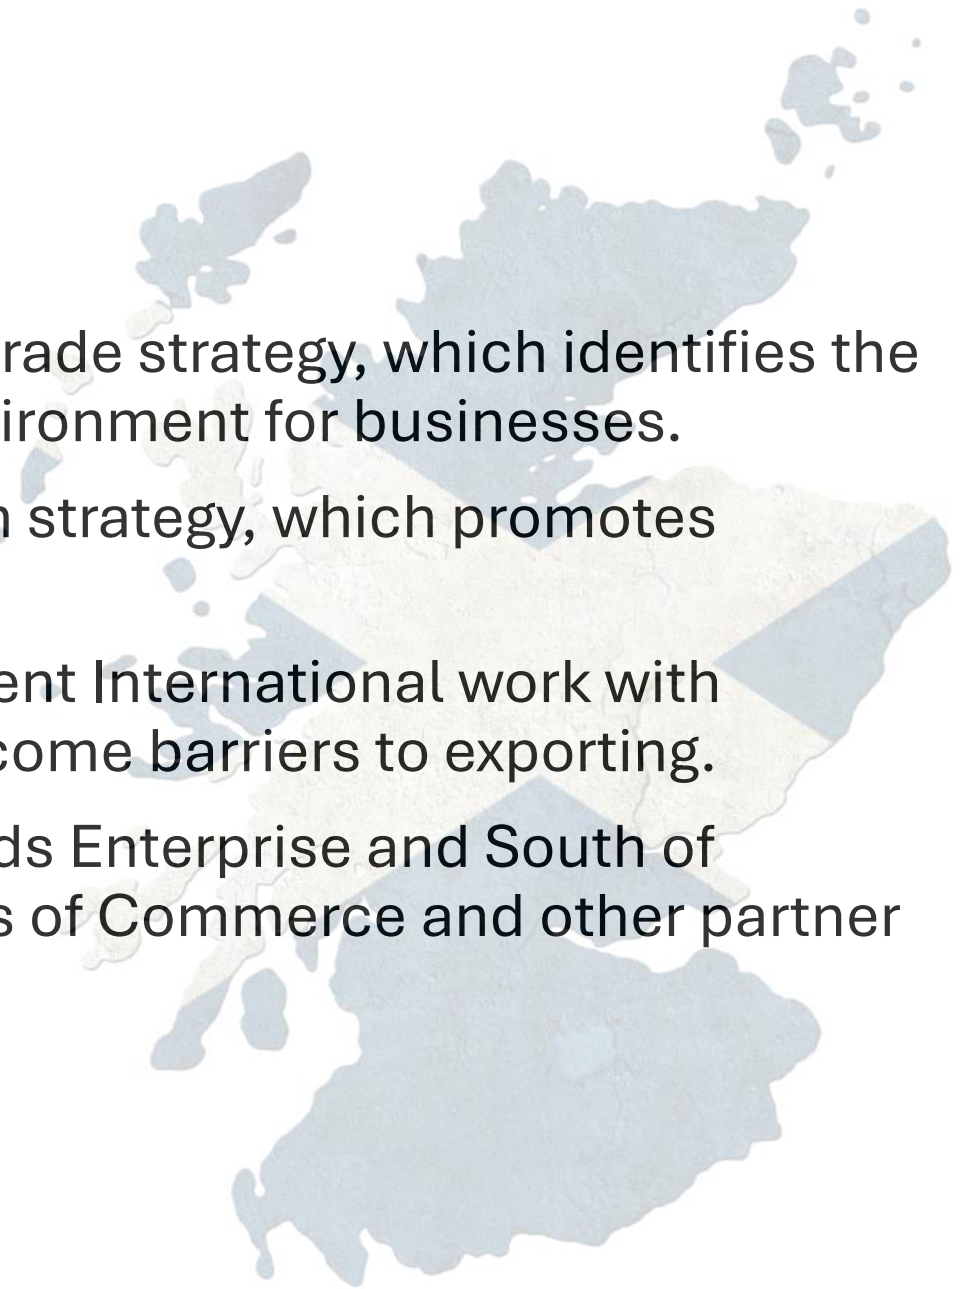 rade strategy, which identifies the
ironment for businesses.
n strategy, which promotes
ent International work with
come barriers to exporting.
ds Enterprise and South of
s of Commerce and other partner